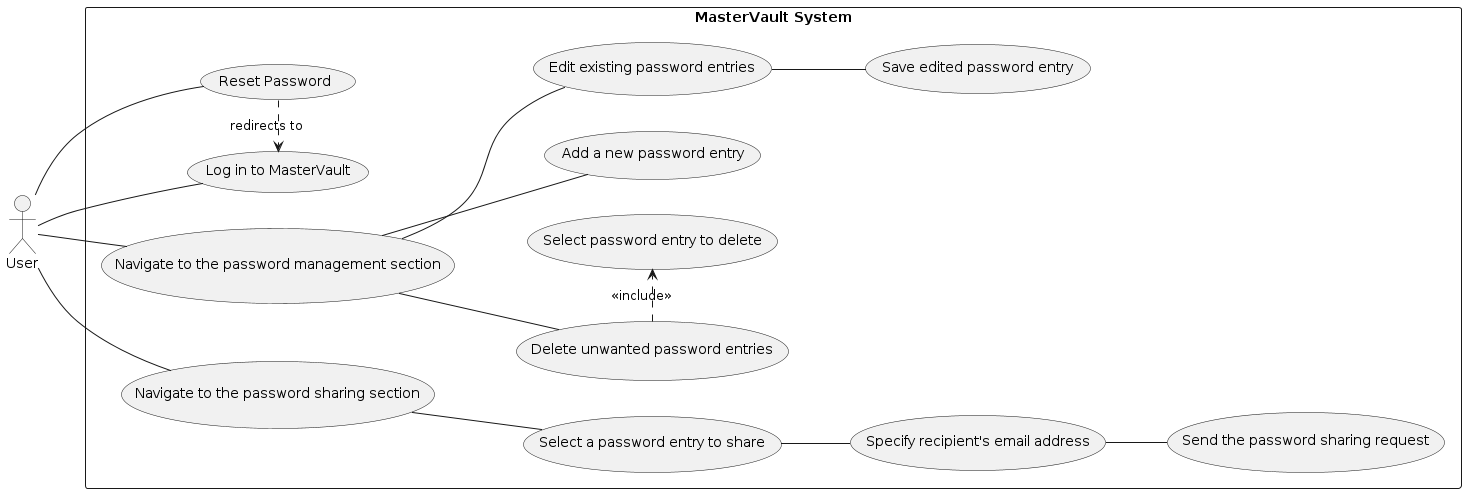 MasterVault System
Reset Password
redirects to
Log in to MasterVault
User
Navigate to the password management section
Navigate to the password sharing section
Edit existing password entries
Save edited password entry
Add a new password entry
Select password entry to delete
«include»
Delete unwanted password entries
Select a password entry to share
Specify recipient's email address
Send the password sharing request